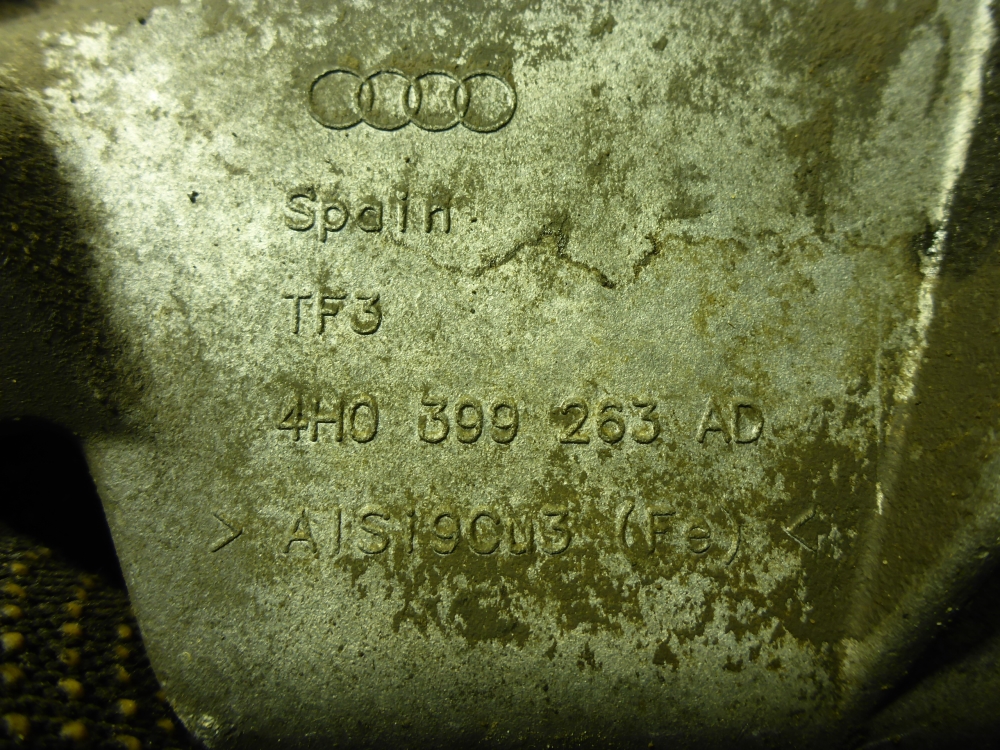 Spain
TF3
4H0 399 263 AD
> AlSi9Cu3 (Fe) <